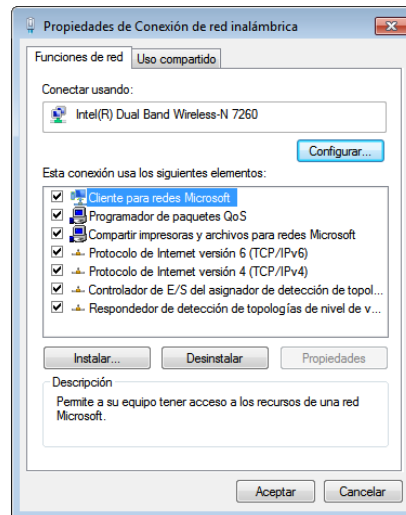 Propiedades de Conexión de red inalámbrica
Funciones de red
Uso compartido
Conectar usando:
Intel(R) Dual Band Wireless-N 7260
Configurar...
Esta conexión usa los siguientes elementos:
Cliente para redes Microsoft
Programador de paquetes QoS
Compartir impresoras y archivos para redes Microsoft
Protocolo de Internet versión 6 (TCP/IPv6)
Protocolo de Internet versión 4 (TCP/IPv4)
Controlador de E/S del asignador de detección de topol...
Respondedor de detección de topologías de nivel de v...
Instalar...
Desinstalar
Propiedades
Descripción
Permite a su equipo tener acceso a los recursos de una red
Microsoft.
Aceptar
Cancelar